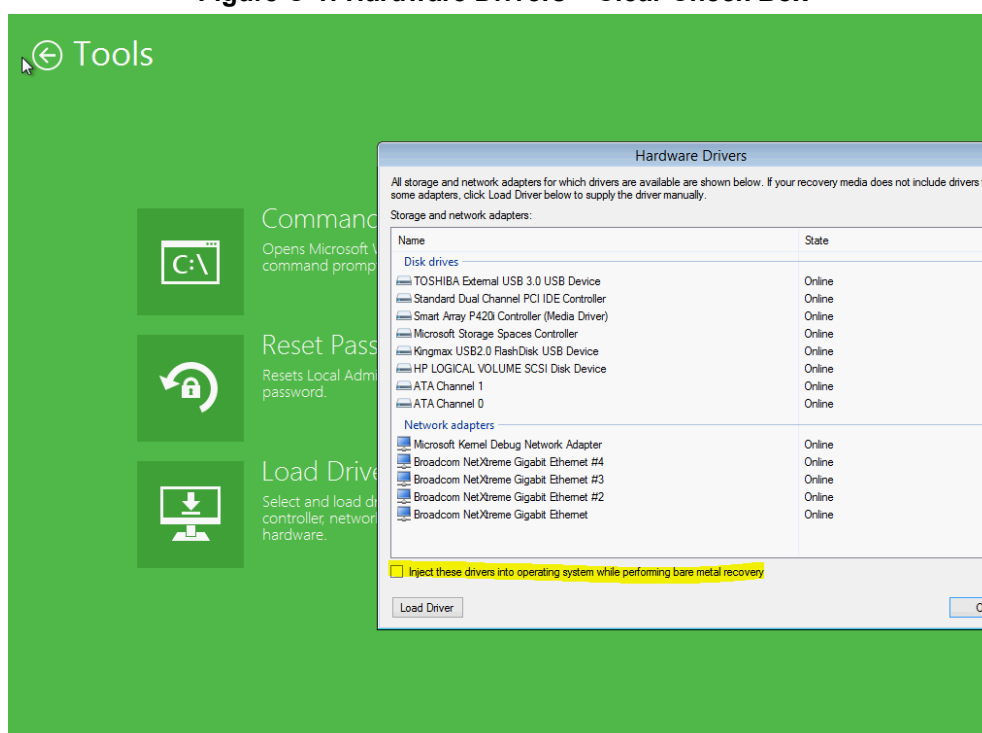 Tools
Hardware Drivers
All storage and network adapters for which drivers are available are shown below. If your recovery media does not include drivers
some adapters, click Load Driver below to supply the driver manually.
Storage and network adapters:
Name State
Disk drives
TOSHIBA External USB 3.0 USB Device Online
Standard Dual Channel PCI IDE Controller Online
Smart Array P420i Controller (Media Driver) Online
Microsoft Storage Spaces Controller Online
Kingmax USB2.0 FlashDisk USB Device Online
HP LOGICAL VOLUME SCSI Disk Device Online
ATA Channel 1 Online
ATA Channel 0 Online
Network adapters
Microsoft Kernel Debug Network Adapter Online
Broadcom NetXtreme Gigabit Ethernet #4 Online
Broadcom NetXtreme Gigabit Ethernet #3 Online
Broadcom NetXtreme Gigabit Ethernet #2 Online
Broadcom NetXtreme Gigabit Ethernet Online
Inject these drivers into operating system while performing bare metal recovery
Load Driver
C:\
Command
Opens Microsoft
command promp
Reset Pass
Resets Local Admi
password.
Load Drive
Select and load dr
controller, networ
hardware.